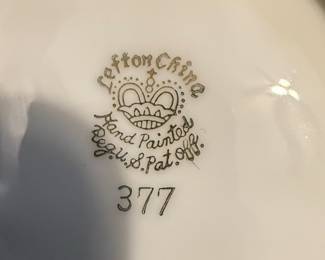 Lefton China
Hand Painted
Reg. U.S. Pat. Off.
377